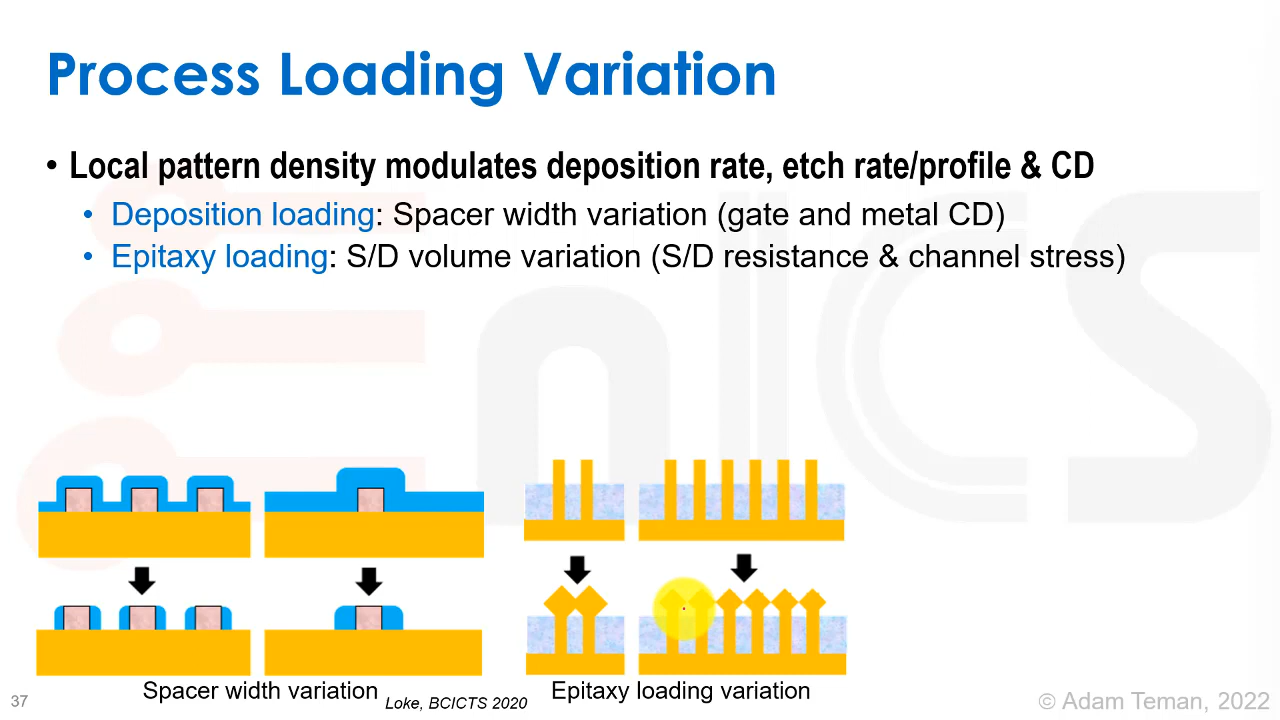 Process Loading Variation
• Local pattern density modulates deposition rate, etch rate/profile & CD
• Deposition loading: Spacer width variation (gate and metal CD)
• Epitaxy loading: S/D volume variation (S/D resistance & channel stress)
Spacer width variation
Loke, BCICTS 2020
Epitaxy loading variation
37
© Adam Teman, 2022
enICS